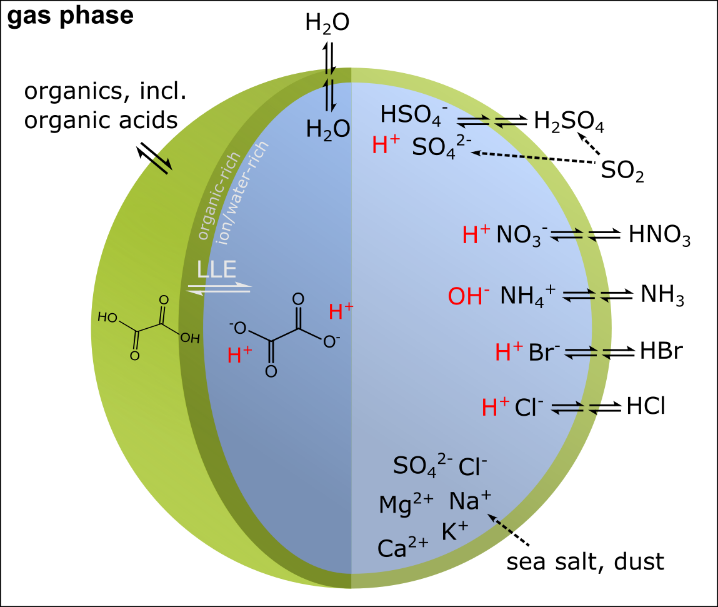 gas phase
H₂O
organics, incl.
organic acids
H₂O
HSO₄⁻
H₂SO₄
H⁺ SO₄²⁻
SO₂
organic-rich
ion/water-rich
H⁺ NO₃⁻
HNO₃
LLE
OH⁻ NH₄⁺
NH₃
HO
O
O
OH
⁻O
O
O
O⁻
H⁺
H⁺
H⁺ Br⁻
HBr
H⁺ Cl⁻
HCl
SO₄²⁻ Cl⁻
Mg²⁺ Na⁺
K⁺
Ca²⁺
sea salt, dust